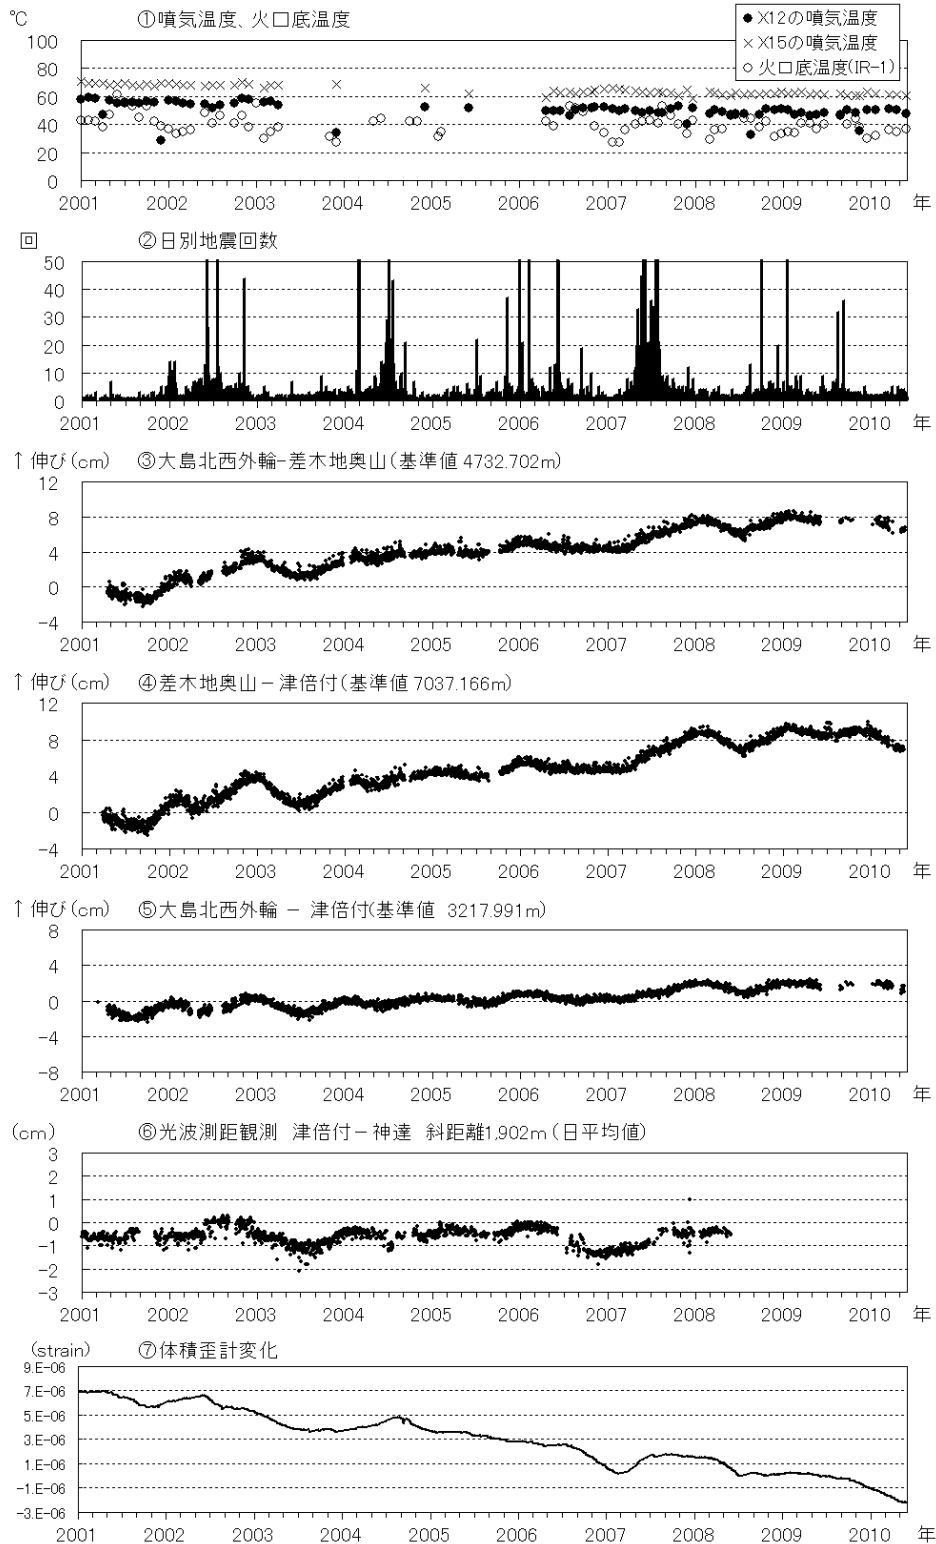 ℃ ①噴気温度、火口底温度
● X12の噴気温度
× X15の噴気温度
○ 火口底温度(IR-1)
100
80
60
40
20
0
2001 2002 2003 2004 2005 2006 2007 2008 2009 2010 年
回 ②日別地震回数
50
40
30
20
10
0
2001 2002 2003 2004 2005 2006 2007 2008 2009 2010 年
↑伸び(cm) ③大島北西外輪-差木地奥山(基準値 4732.702m)
12
8
4
0
-4
2001 2002 2003 2004 2005 2006 2007 2008 2009 2010 年
↑伸び(cm) ④差木地奥山-津倍付(基準値 7037.166m)
12
8
4
0
-4
2001 2002 2003 2004 2005 2006 2007 2008 2009 2010 年
↑伸び(cm) ⑤大島北西外輪 - 津倍付(基準値 3217.991m)
8
4
0
-4
-8
2001 2002 2003 2004 2005 2006 2007 2008 2009 2010 年
(cm) ⑥光波測距観測 津倍付-神達 斜距離1,902m (日平均値)
3
2
1
0
-1
-2
-3
2001 2002 2003 2004 2005 2006 2007 2008 2009 2010 年
(strain) ⑦体積歪計変化
9.E-06
7.E-06
5.E-06
3.E-06
1.E-06
-1.E-06
-3.E-06
2001 2002 2003 2004 2005 2006 2007 2008 2009 2010 年